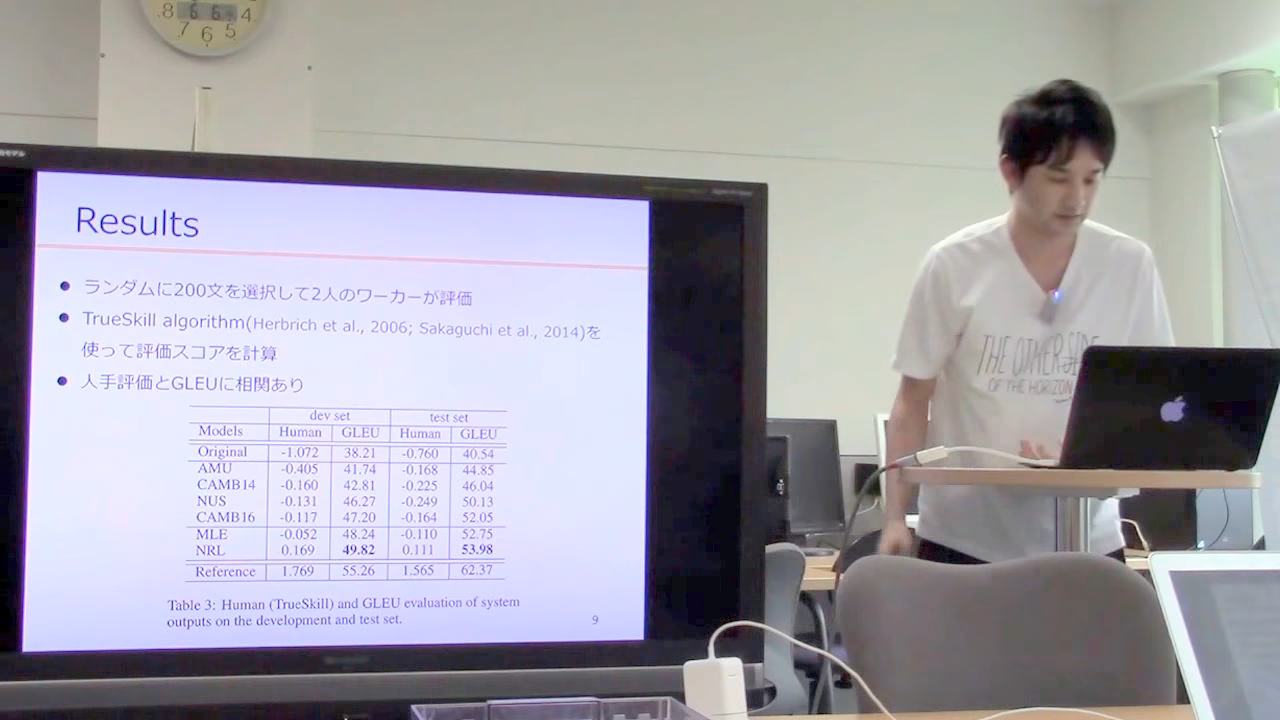 8 6 6 4
7 6 5
Results
● ランダムに200文を選択して2人のワーカーが評価
● TrueSkill algorithm(Herbrich et al., 2006; Sakaguchi et al., 2014)を
使って評価スコアを計算
● 人手評価とGLEUに相関あり
dev set test set
Models Human GLEU Human GLEU
Original -1.072 38.21 -0.760 40.54
AMU -0.405 41.74 -0.168 44.85
CAMB14 -0.160 42.81 -0.225 46.04
NUS -0.131 46.27 -0.249 50.13
CAMB16 -0.117 47.20 -0.164 52.05
MLE -0.052 48.24 -0.110 52.75
NRL 0.169 49.82 0.111 53.98
Reference 1.769 55.26 1.565 62.37
Table 3: Human (TrueSkill) and GLEU evaluation of system
outputs on the development and test set.
9
THE OTHER SIDE
OF THE HORIZON